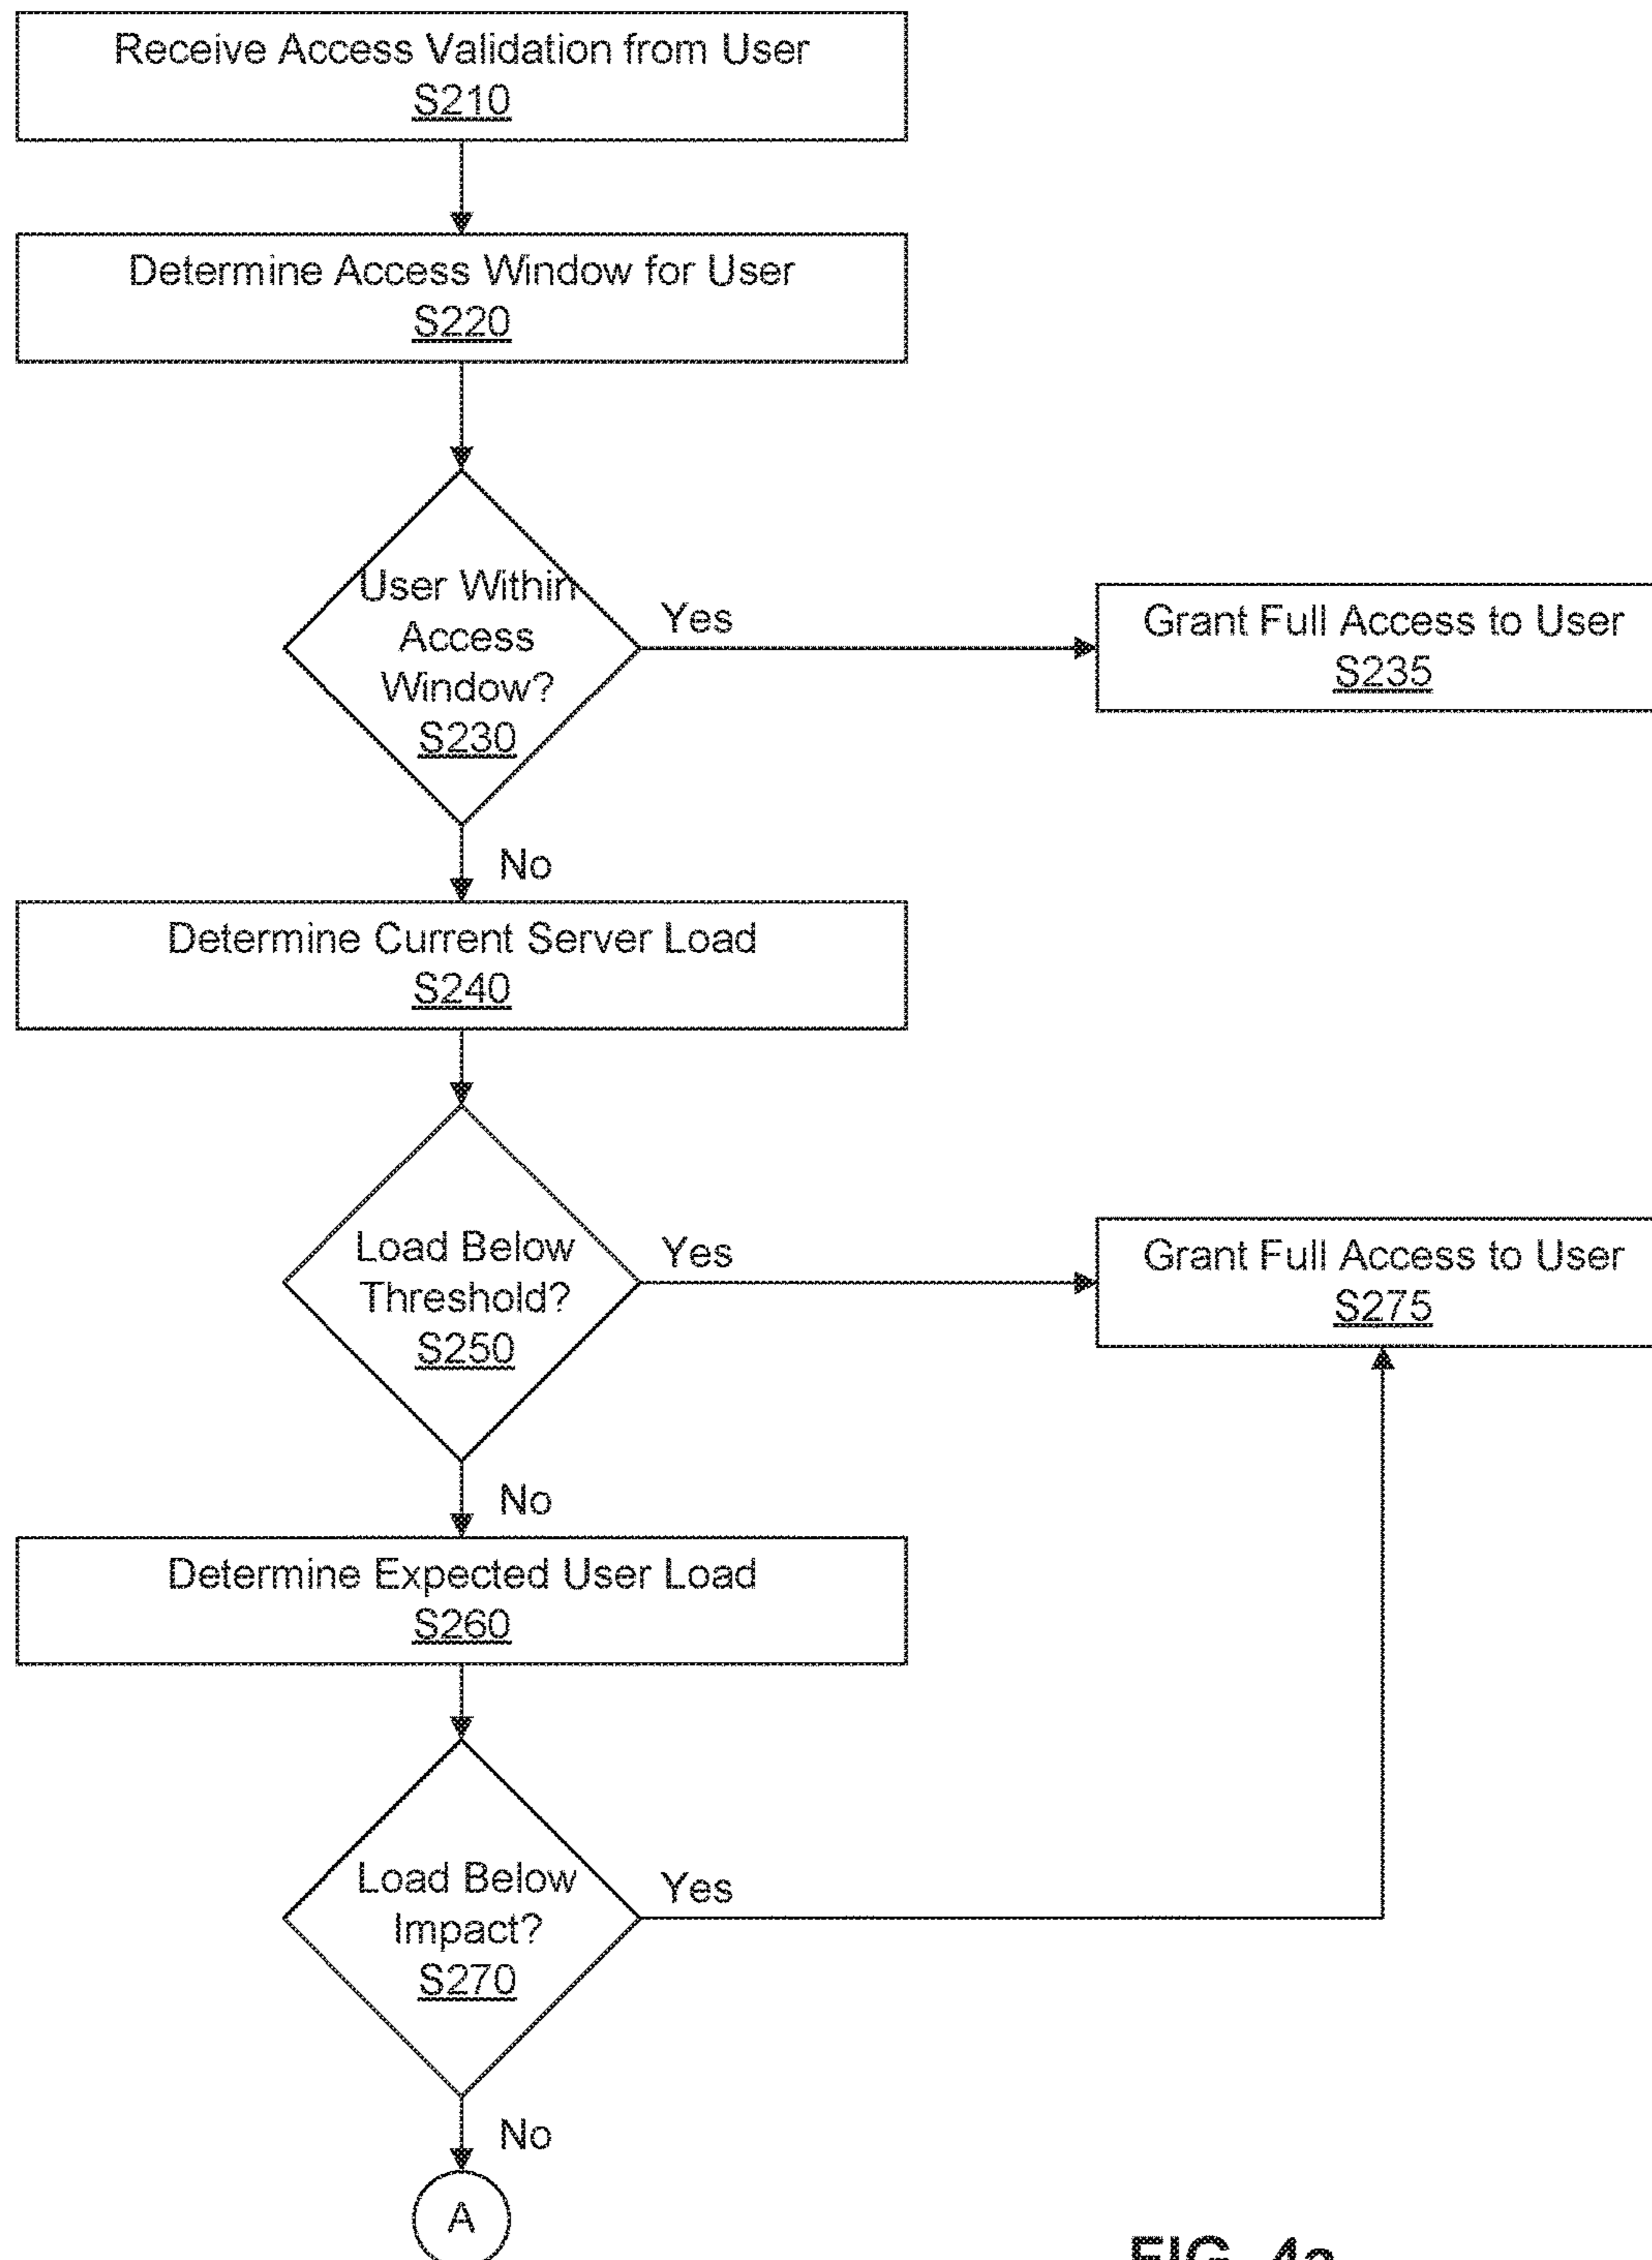 Receive Access Validation from User
S210
Determine Access Window for User
S220
User Within
Access
Window?
S230
Yes
Grant Full Access to User
S235
No
Determine Current Server Load
S240
Load Below
Threshold?
S250
Yes
Grant Full Access to User
S275
No
Determine Expected User Load
S260
Load Below
Impact?
S270
Yes
No
A
FIG. 4a